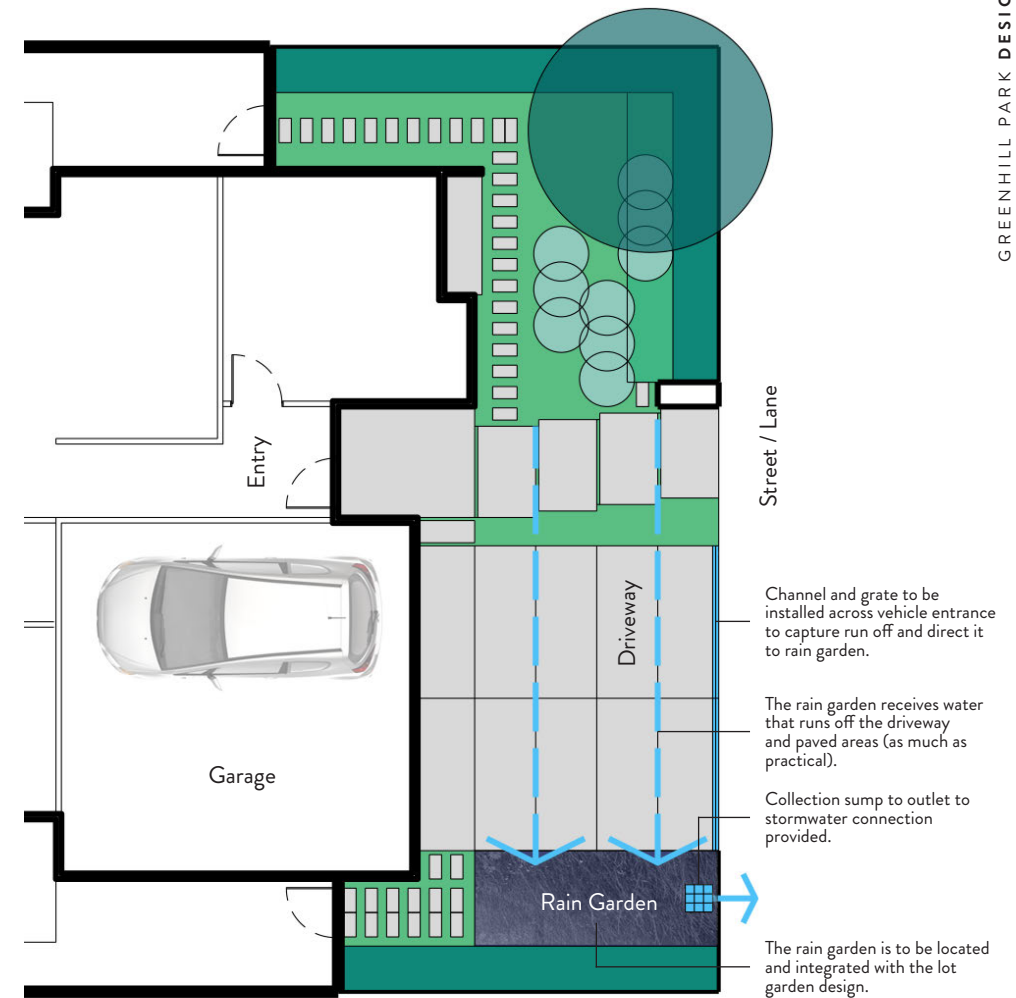 GREENHILL PARK DESIG
Entry
Street / Lane
Driveway
Garage
Rain Garden
Channel and grate to be
installed across vehicle entrance
to capture run off and direct it
to rain garden.
The rain garden receives water
that runs off the driveway
and paved areas (as much as
practical).
Collection sump to outlet to
stormwater connection
provided.
The rain garden is to be located
and integrated with the lot
garden design.